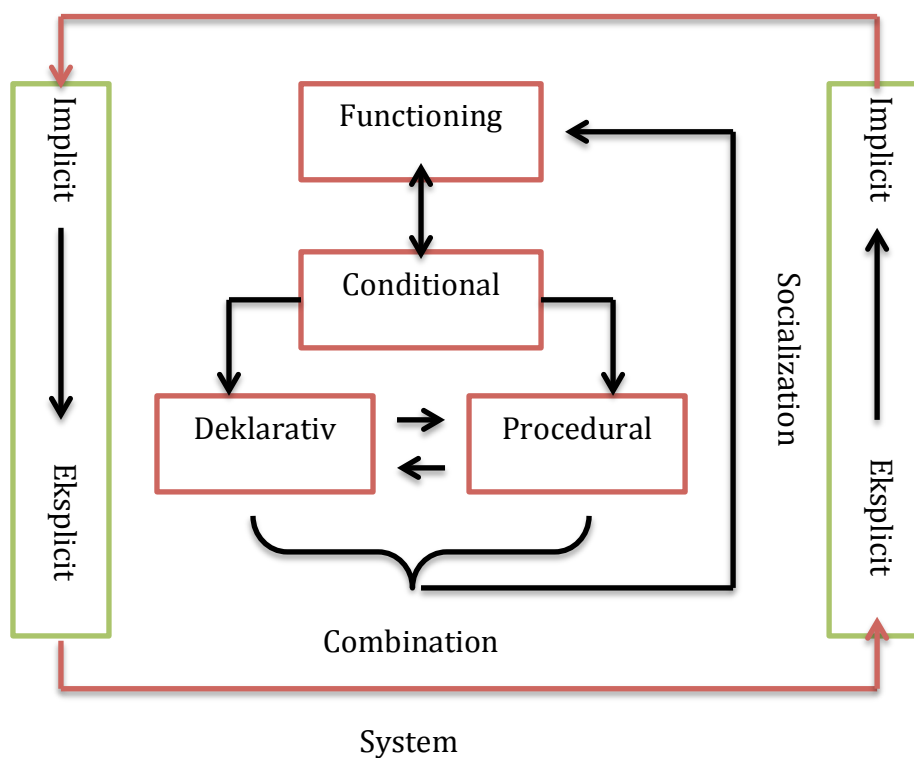 Implicit
Eksplicit
Functioning
Conditional
Deklarativ
Procedural
Combination
Socialization
Implicit
Eksplicit
System